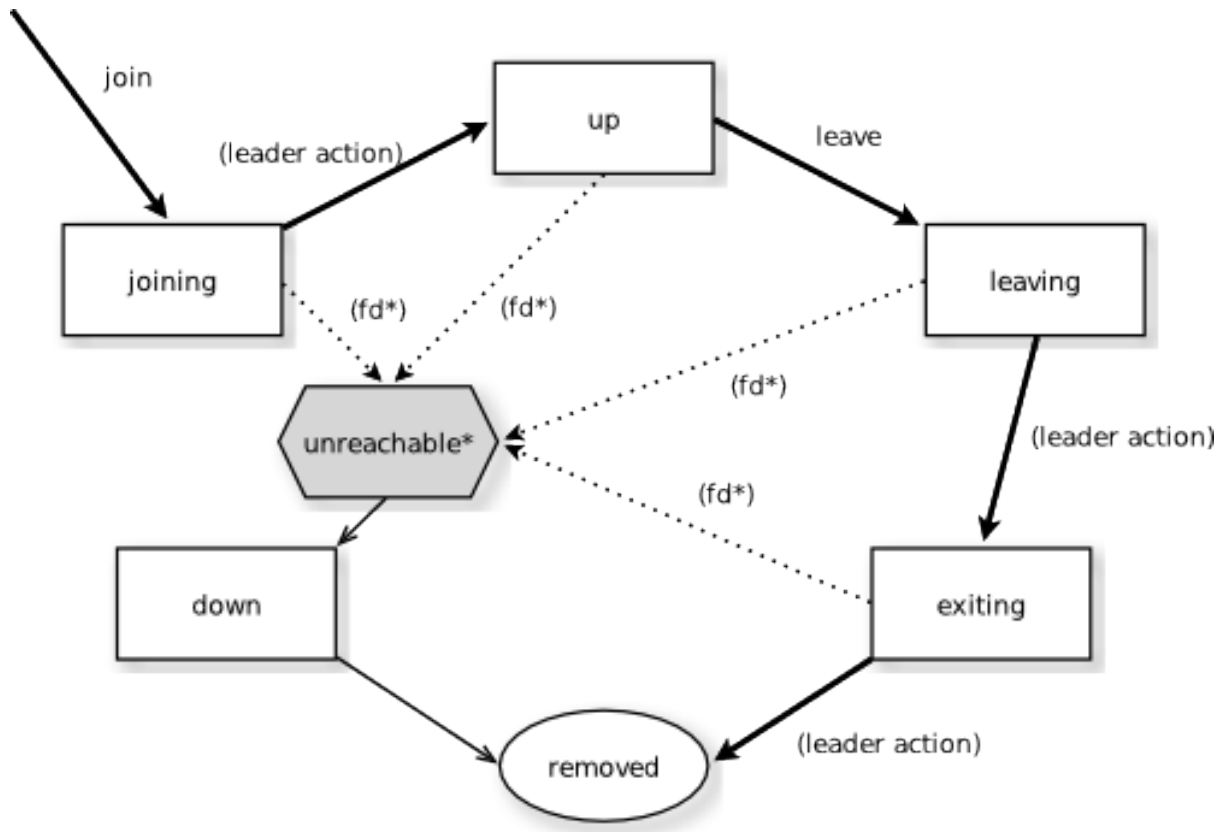 join
up
(leader action)
leave
joining
leaving
(fd*)
(fd*)
(fd*)
unreachable*
(leader action)
(fd*)
down
exiting
(leader action)
removed